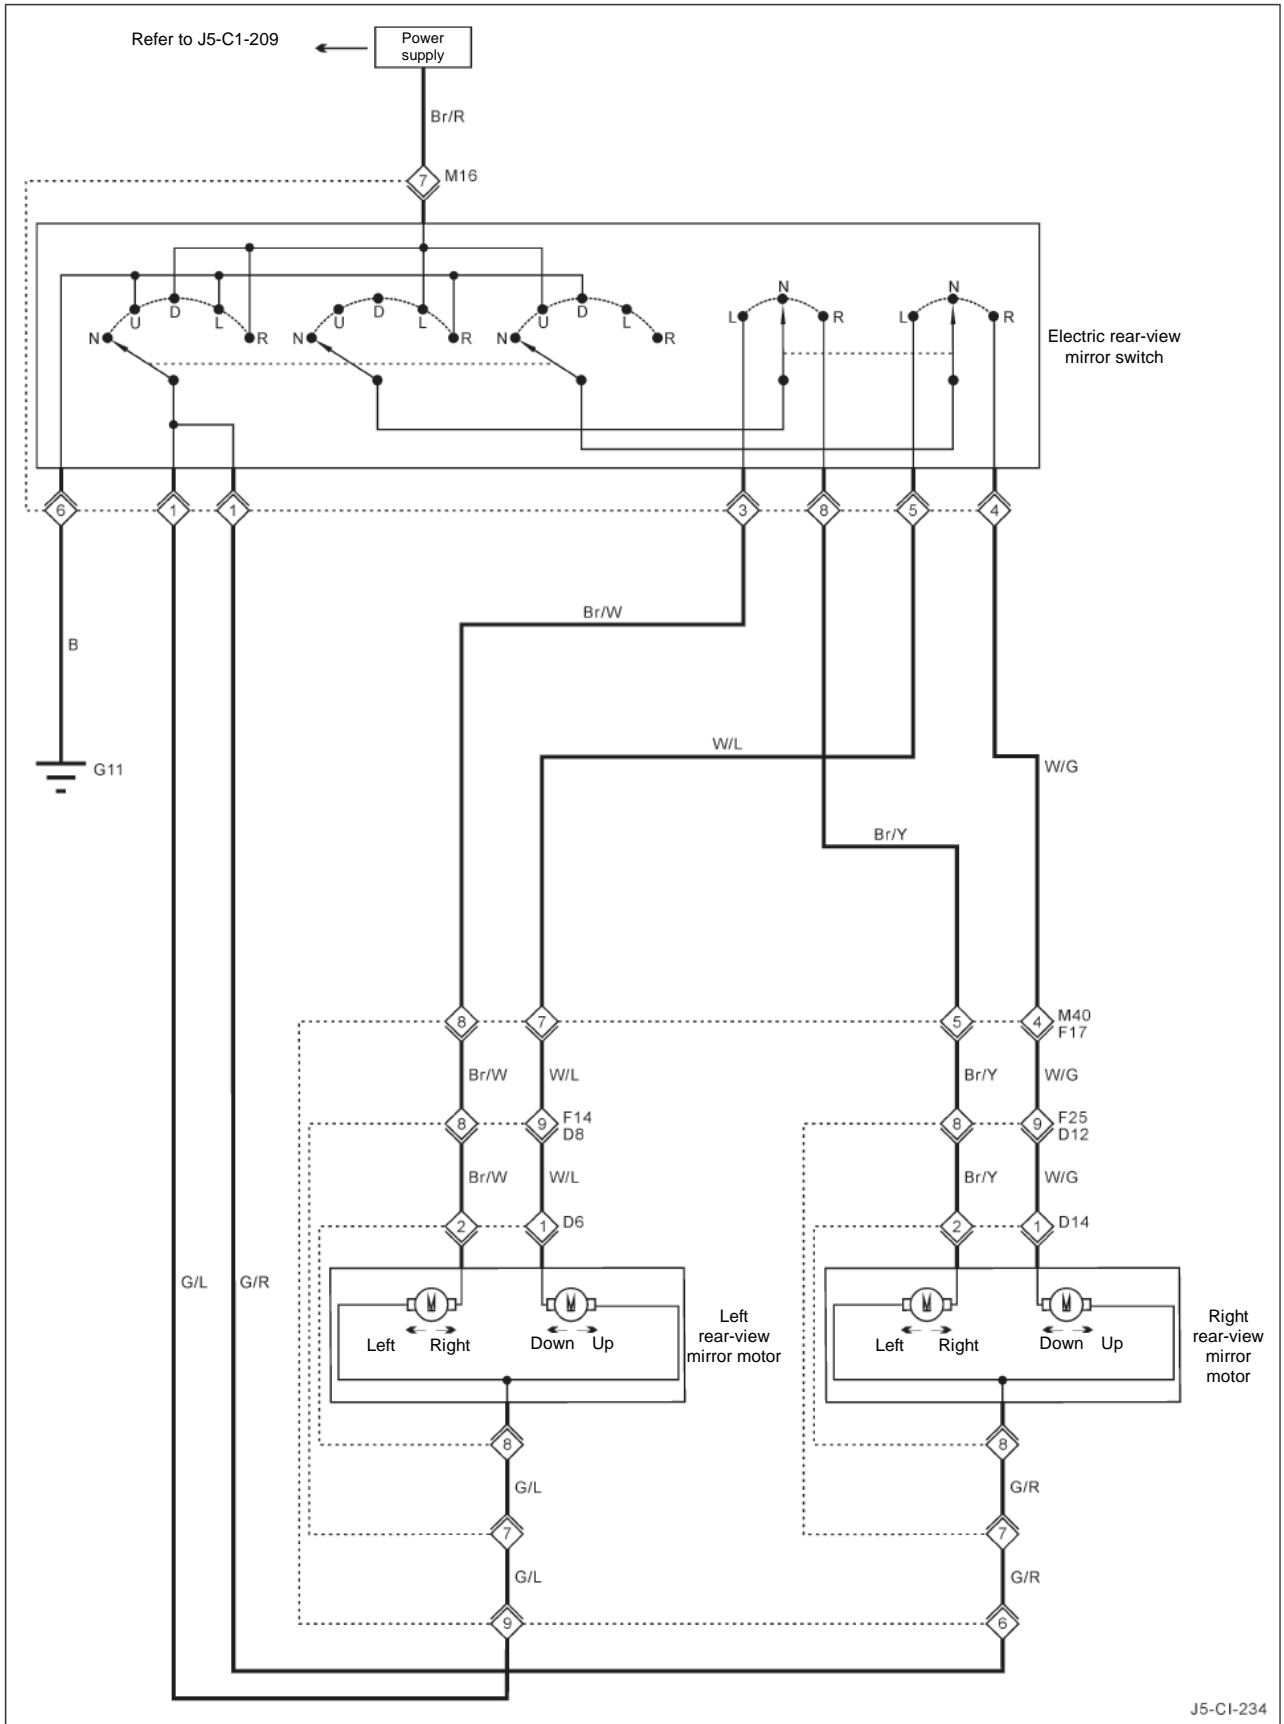 Refer to J5-C1-209
Power
supply
Br/R
7 M16
U D L R N
U D L R N
U D L R N
L N R
L N R
Electric rear-view
mirror switch
6 1 1 3 8 5 4
Br/W
B
W/L
G11
W/G
Br/Y
8 7 5 4 M40
F17
Br/W W/L Br/Y W/G
8 9 F14 8 9 F25
D8 D12
Br/W W/L Br/Y W/G
2 1 D6 2 1 D14
G/L G/R
Left Right Down Up
Left
rear-view
mirror motor
Left Right Down Up
Right
rear-view
mirror
motor
8 8
G/L G/R
7 7
G/L G/R
9 6
J5-CI-234